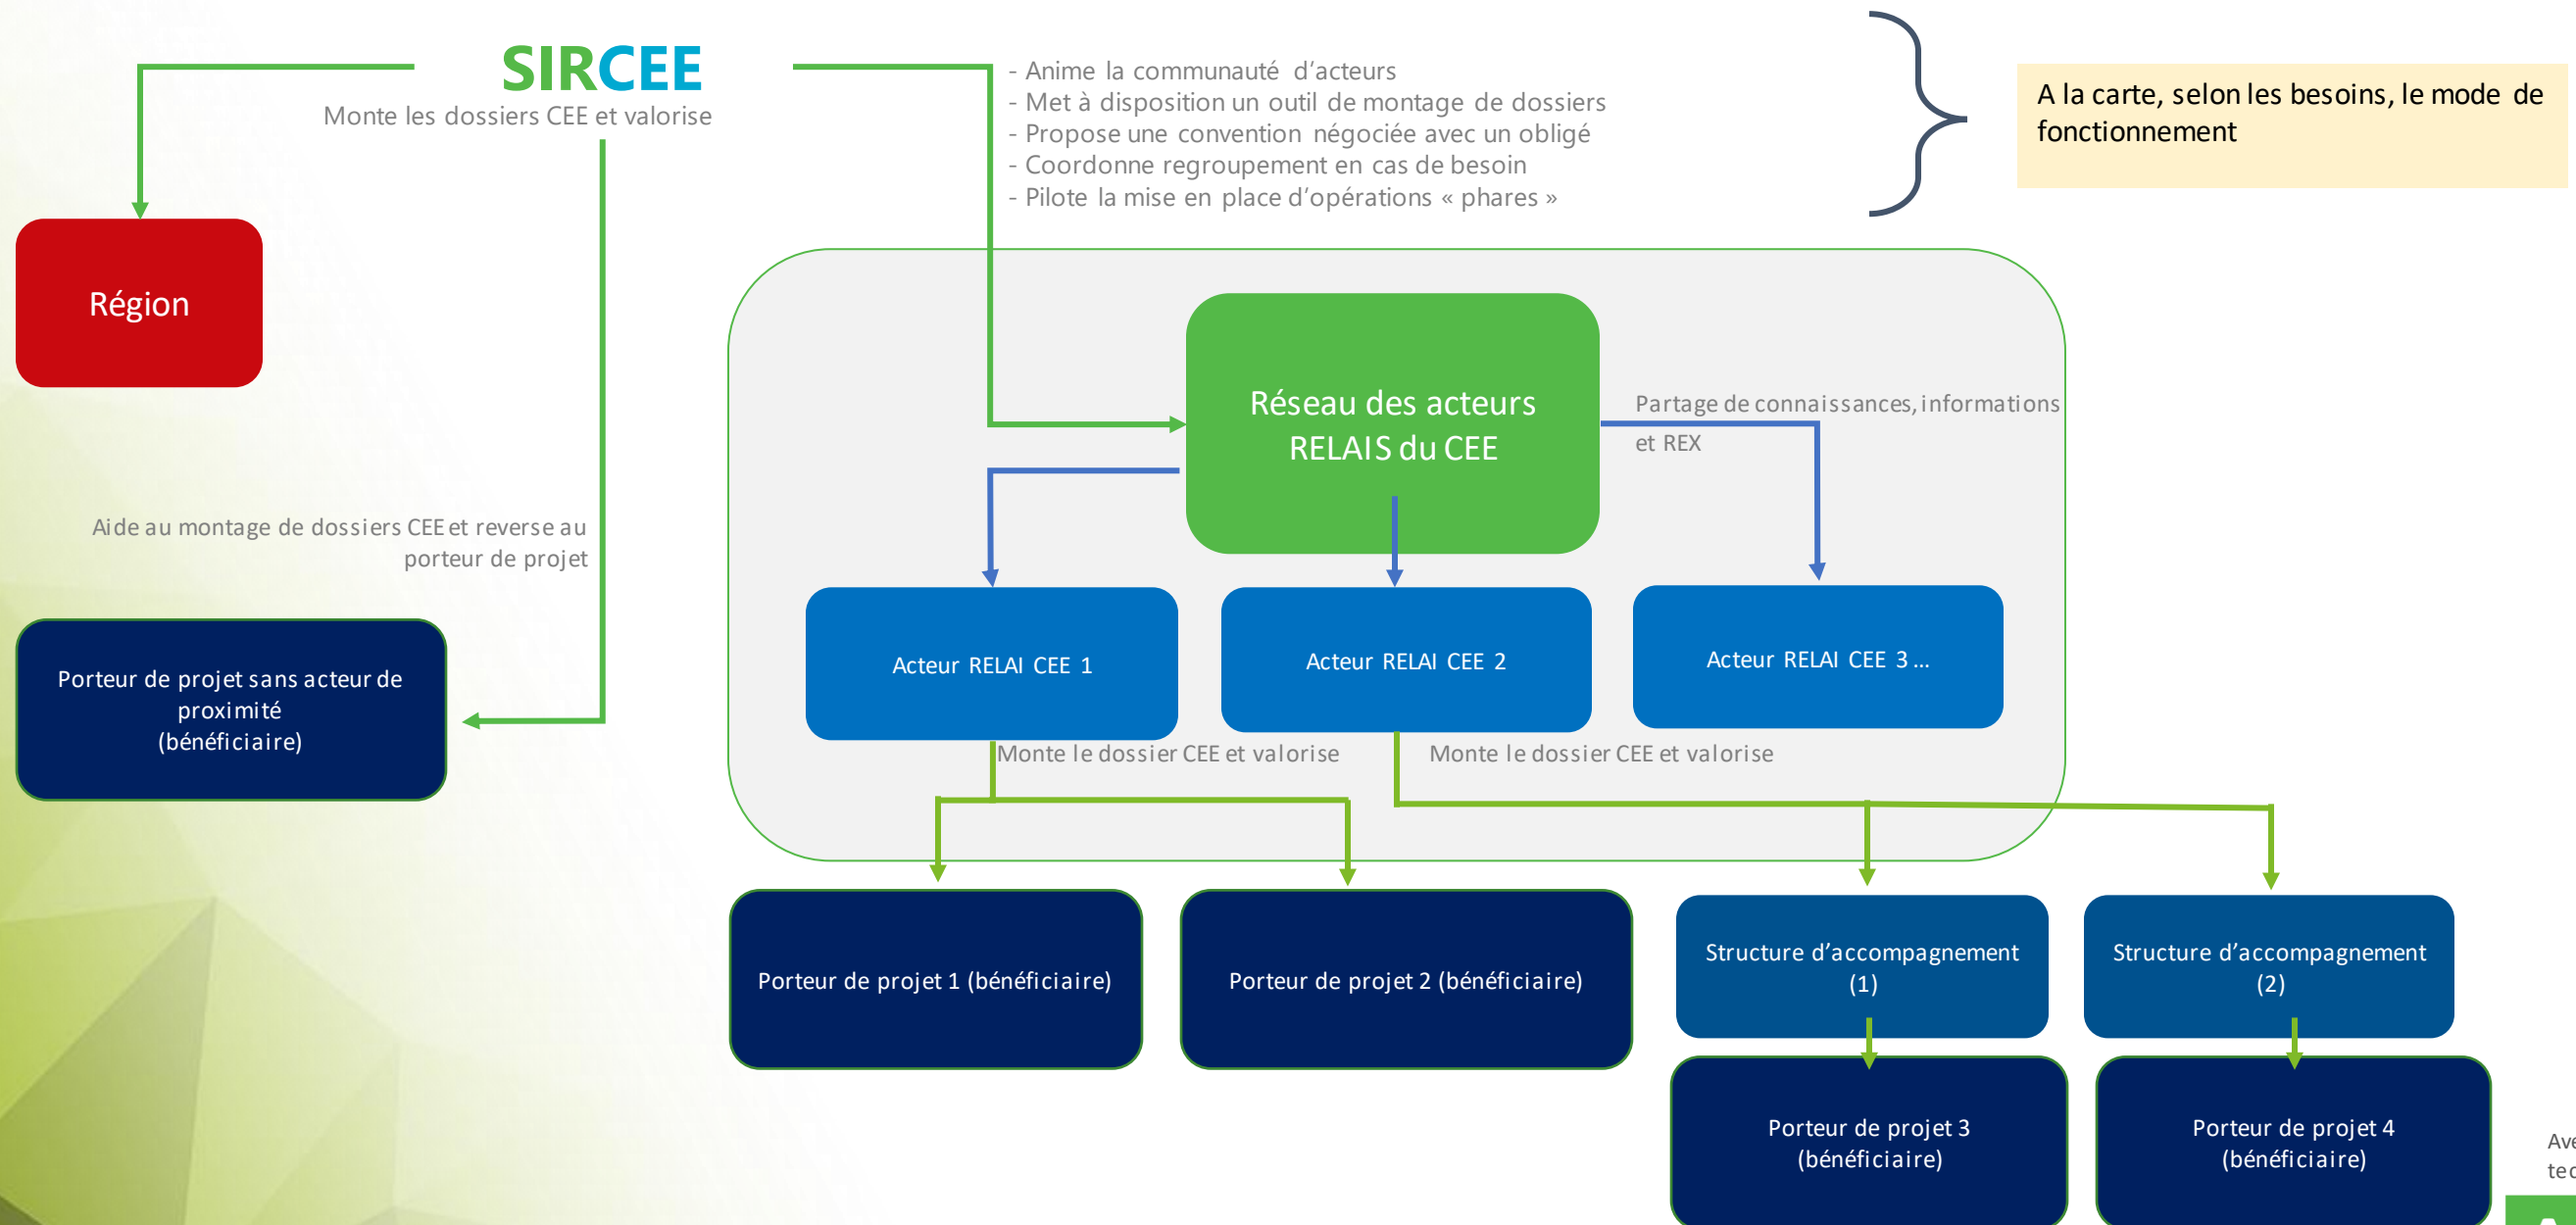 SIRCEE
Monte les dossiers CEE et valorise
- Anime la communauté d’acteurs
- Met à disposition un outil de montage de dossiers
- Propose une convention négociée avec un obligé
- Coordonne regroupement en cas de besoin
- Pilote la mise en place d’opérations « phares »
A la carte, selon les besoins, le mode de
fonctionnement
Région
Réseau des acteurs
RELAIS du CEE
Partage de connaissances, informations
et REX
Aide au montage de dossiers CEE et reverse au
porteur de projet
Porteur de projet sans acteur de
proximité
(bénéficiaire)
Acteur RELAI CEE 1
Acteur RELAI CEE 2
Acteur RELAI CEE 3 ...
Monte le dossier CEE et valorise
Monte le dossier CEE et valorise
Porteur de projet 1 (bénéficiaire)
Porteur de projet 2 (bénéficiaire)
Structure d’accompagnement
(1)
Structure d’accompagnement
(2)
Porteur de projet 3
(bénéficiaire)
Porteur de projet 4
(bénéficiaire)